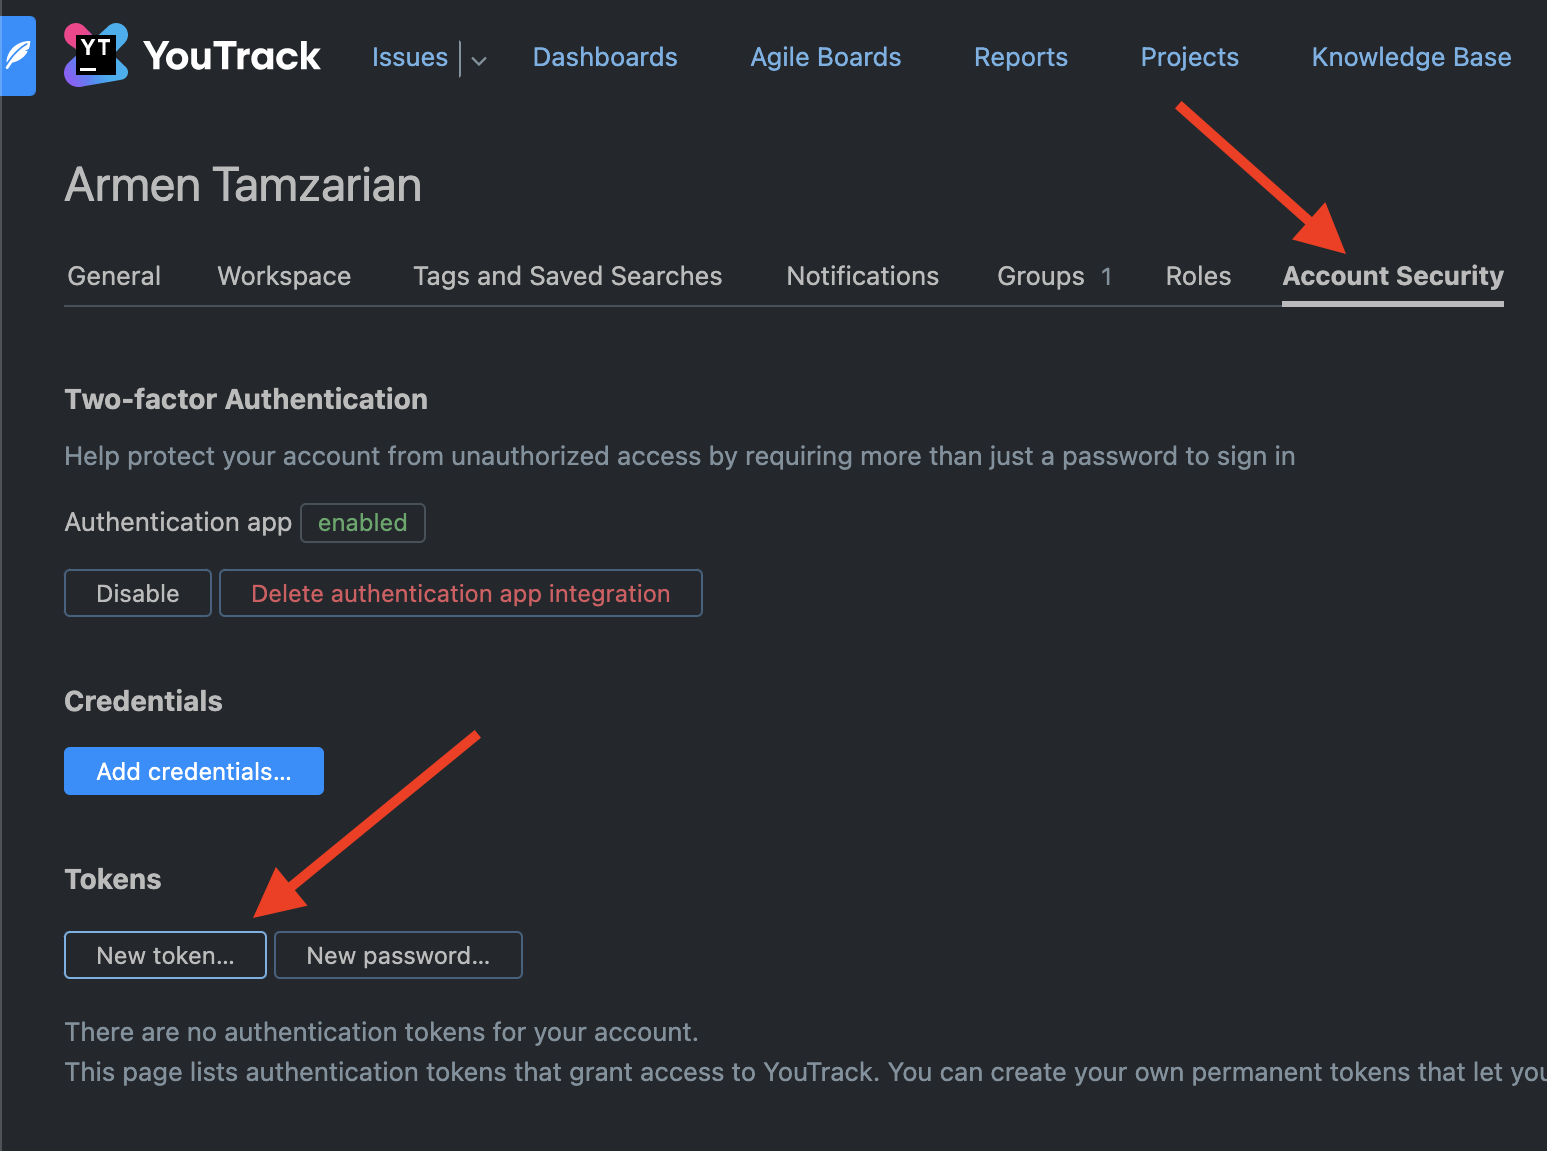 YT YouTrack Issues Dashboards Agile Boards Reports Projects Knowledge Base
Armen Tamzarian
General Workspace Tags and Saved Searches Notifications Groups 1 Roles Account Security
Two-factor Authentication
Help protect your account from unauthorized access by requiring more than just a password to sign in
Authentication app enabled
Disable Delete authentication app integration
Credentials
Add credentials...
Tokens
New token... New password...
There are no authentication tokens for your account.
This page lists authentication tokens that grant access to YouTrack. You can create your own permanent tokens that let you